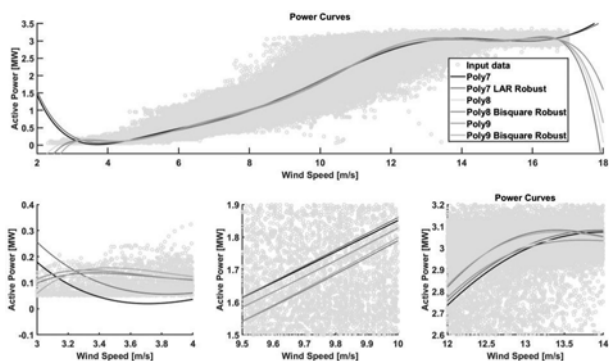 Power Curves
3.5
3
2.5
2
1.5
1
0.5
0
Active Power [MW]
2 4 6 8 10 12 14 16 18
Wind Speed [m/s]
Input data
Poly7
Poly7 LAR Robust
Poly8
Poly8 Bisquare Robust
Poly9
Poly9 Bisquare Robust
0.4
0.3
0.2
0.1
0
-0.1
Active Power [MW]
3 3.2 3.4 3.6 3.8 4
Wind Speed [m/s]
1.9
1.8
1.7
1.6
1.5
Active Power [MW]
9.5 9.6 9.7 9.8 9.9 10
Wind Speed [m/s]
Power Curves
3.2
3.1
3
2.9
2.8
2.7
2.6
Active Power [MW]
12 12.5 13 13.5 14
Wind Speed [m/s]